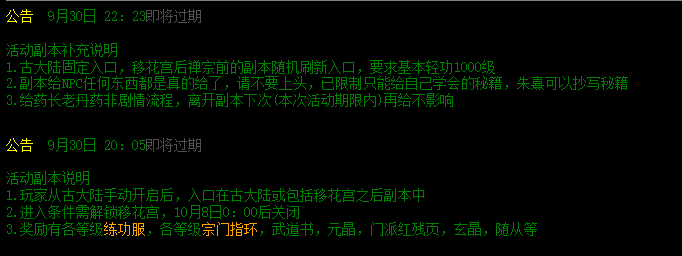 公告 9月30日 22：23即将过期
活动副本补充说明
1.古大陆固定入口，移花宫后禅宗前的副本随机刷新入口，要求基本轻功1000级
2.副本给NPC任何东西都是真的给了，请不要上头，已限制只能给自己学会的秘籍，朱熹可以抄写秘籍
3.给药长老丹药非剧情流程，离开副本下次(本次活动期限内)再给不影响
公告 9月30日 20：05即将过期
活动副本说明
1.玩家从古大陆手动开启后，入口在古大陆或包括移花宫之后副本中
2.进入条件需解锁移花宫，10月8日0：00后关闭
3.奖励有各等级练功服，各等级宗门指环，武道书，元晶，门派红残页，玄晶，随从等